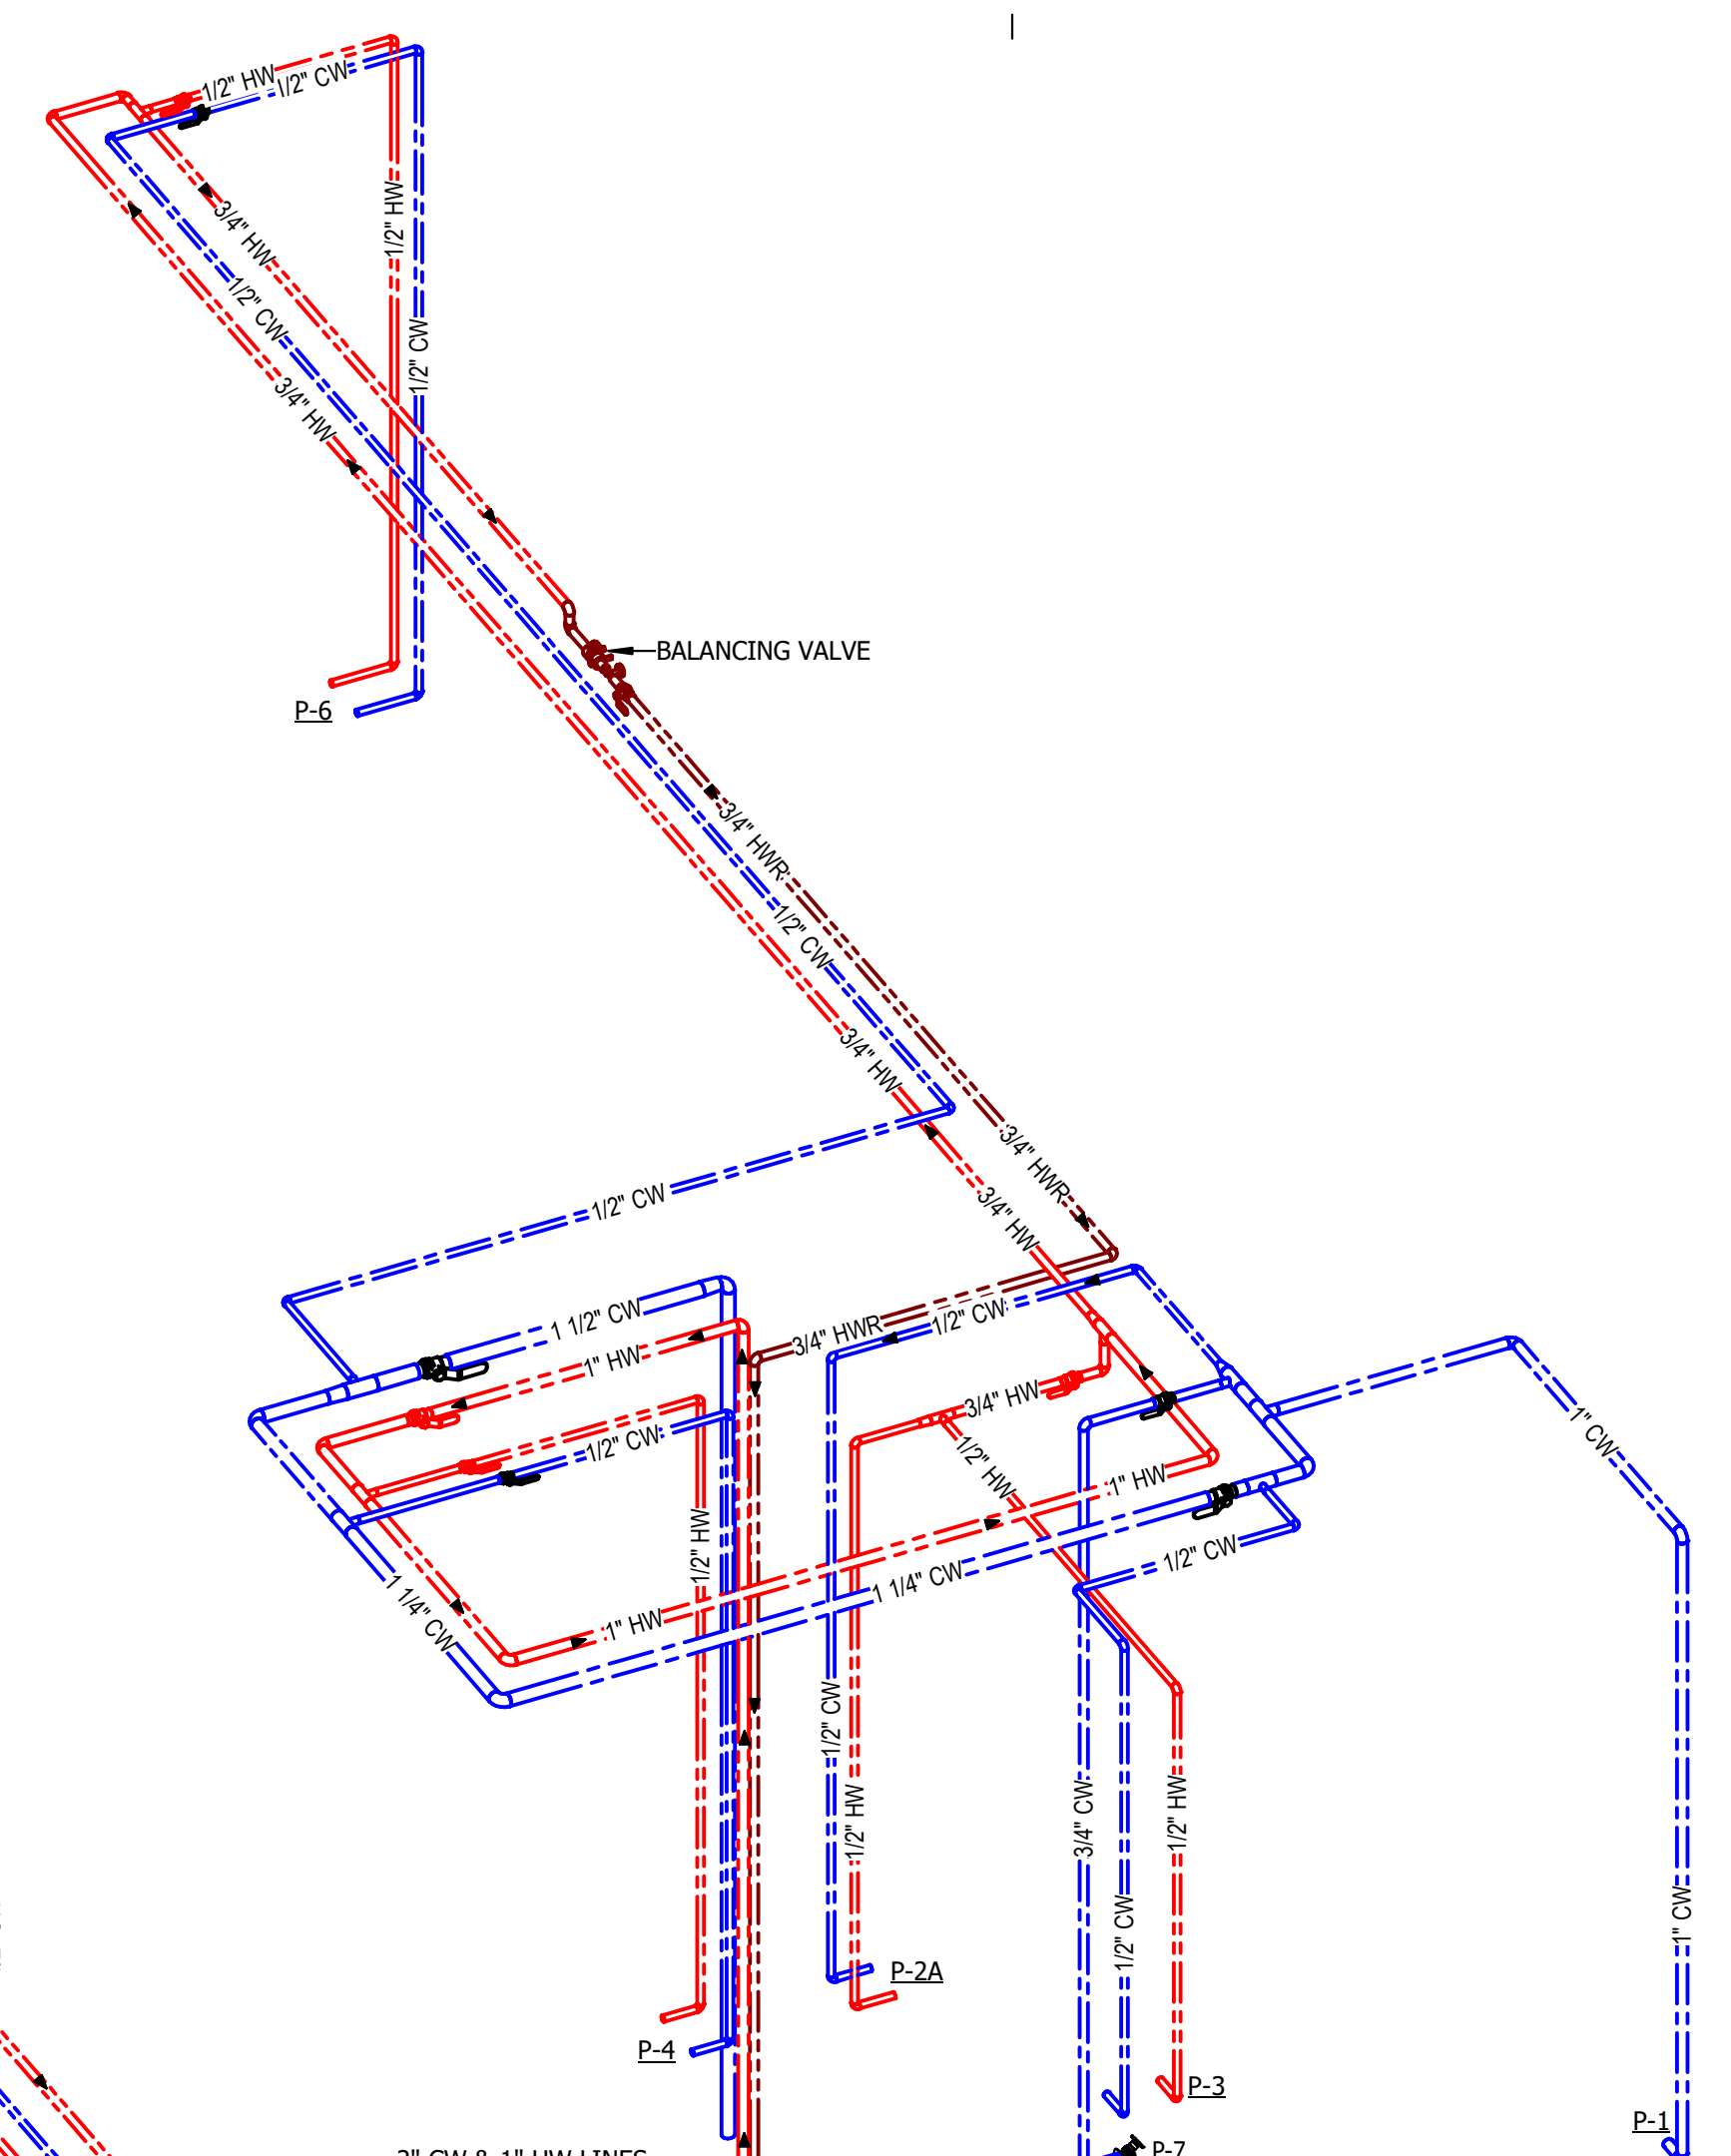 1/2" HW
1/2" CW
1/2" HW
3/4" HW
1/2" CW
1/2" CW
3/4" HW
BALANCING VALVE
P-6
3/4" HWR
1/2" CW
3/4" HW
3/4" HWR
1/2" CW
3/4" HW
1 1/2" CW
1/2" CW
3/4" HWR
1" HW
3/4" HW
1" CW
1/2" CW
1/2" HW
1" HW
1/2" HW
1/2" CW
1 1/4" CW
1 1/4" CW
1" HW
1/2" CW
1/2" HW
3/4" CW
1/2" HW
1/2" CW
1" CW
P-2A
P-4
P-3
P-1
P-7
2" CW & 1" HW LINES